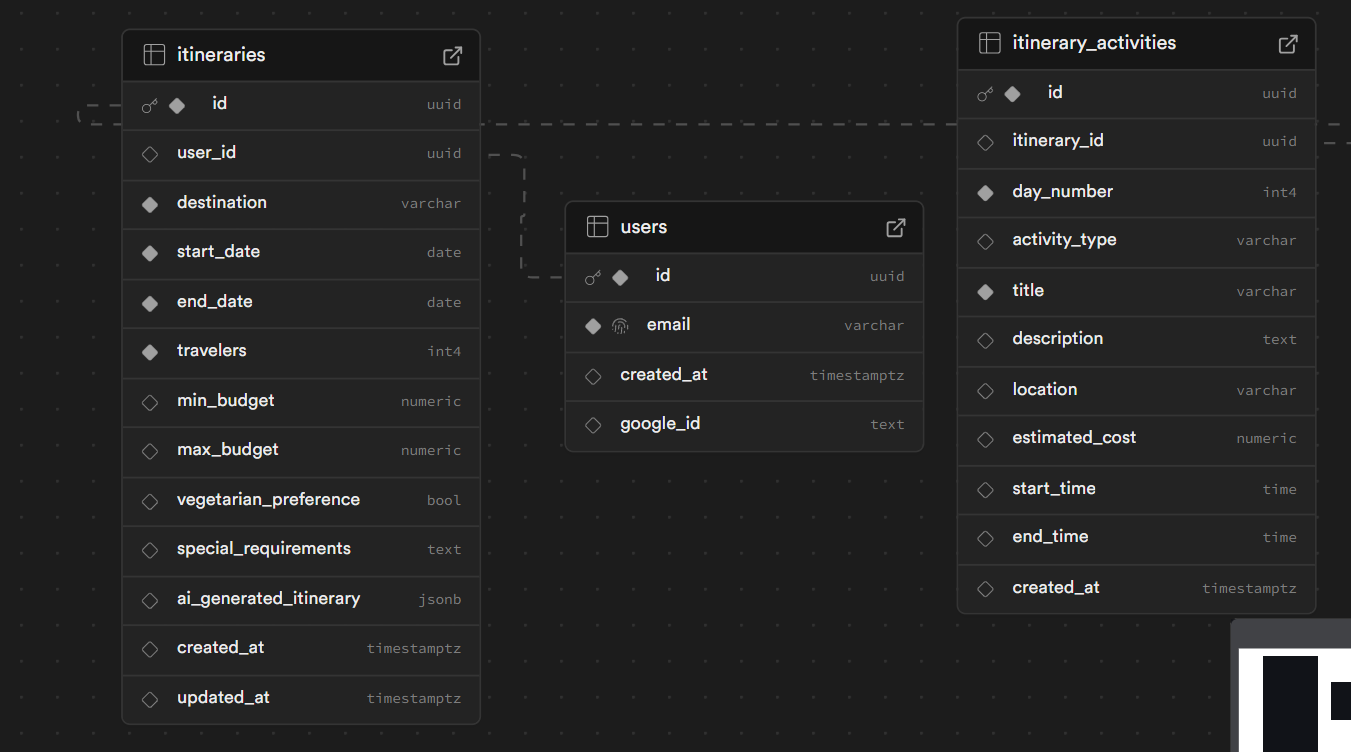 itineraries
id uuid
user_id uuid
destination varchar
start_date date
end_date date
travelers int4
min_budget numeric
max_budget numeric
vegetarian_preference bool
special_requirements text
ai_generated_itinerary jsonb
created_at timestamptz
updated_at timestamptz
users
id uuid
email varchar
created_at timestamptz
google_id text
itinerary_activities
id uuid
itinerary_id uuid
day_number int4
activity_type varchar
title varchar
description text
location varchar
estimated_cost numeric
start_time time
end_time time
created_at timestamptz